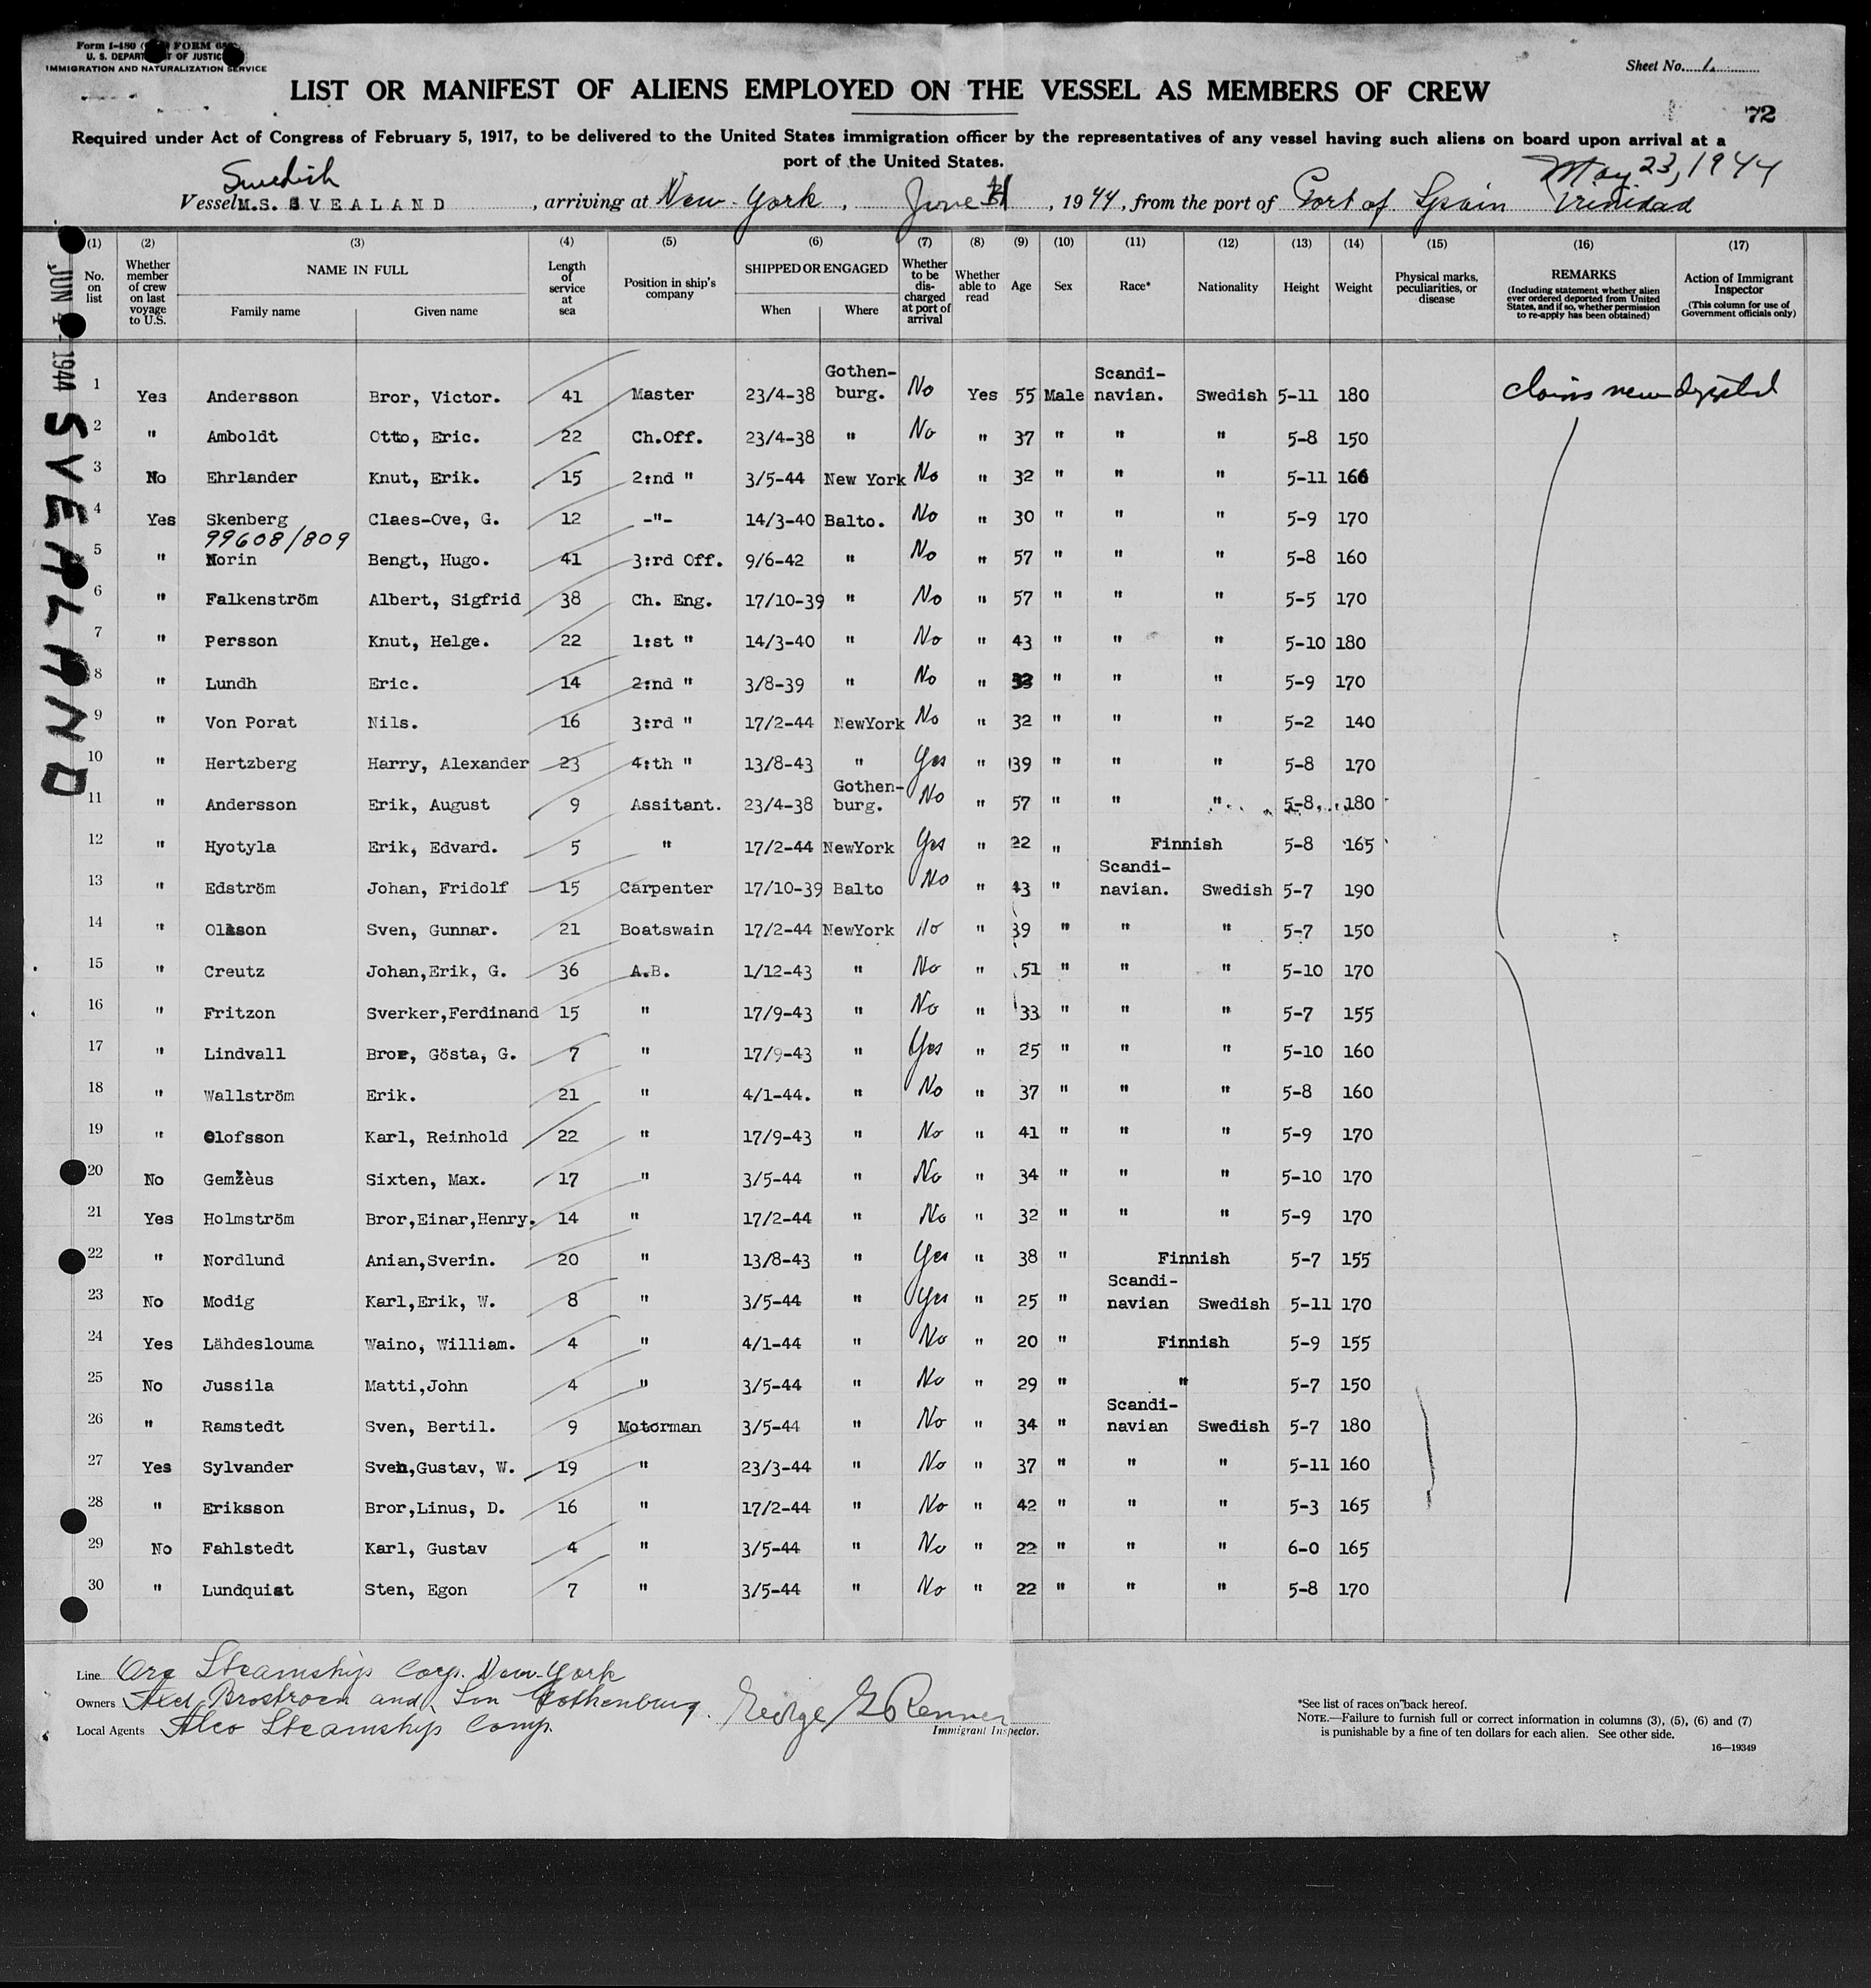 Form I-480
U. S. DEPARTMENT OF JUSTICE
IMMIGRATION AND NATURALIZATION SERVICE
Sheet No. 1
LIST OR MANIFEST OF ALIENS EMPLOYED ON THE VESSEL AS MEMBERS OF CREW
72
Required under Act of Congress of February 5, 1917, to be delivered to the United States immigration officer by the representatives of any vessel having such aliens on board upon arrival at a
port of the United States.
Swedish May 23, 1944
Vessel M.S. SVEALAND, arriving at New-York, June, 1944, from the port of Port of Spain Trinidad
(1) (2) (3) (4) (5) (6) (7) (8) (9) (10) (11) (12) (13) (14) (15) (16) (17)
No. on list Whether member of crew on last voyage to U.S. NAME IN FULL Family name Given name Length of service at sea Position in ship's company SHIPPED OR ENGAGED When Where Whether to be discharged at port of arrival Whether able to read Age Sex Race* Nationality Height Weight Physical marks, peculiarities, or disease REMARKS (Including statement whether alien ever ordered deported from United States, and if so, whether permission to re-apply has been obtained) Action of Immigrant Inspector (This column for use of Government officials only)
JUN 1944
SVEALAND
1 Yes Andersson Bror, Victor. 41 Master 23/4-38 Gothen-burg. No Yes 55 Male Scandi-navian. Swedish 5-11 180 claims never
2 " Amboldt Otto, Eric. 22 Ch.Off. 23/4-38 " No " 37 " " " 5-8 150
3 No Ehrlander Knut, Erik. 15 2:nd " 3/5-44 New York No " 32 " " " 5-11 166
4 Yes Skenberg Claes-Ove, G. 12 -"- 14/3-40 Balto. No " 30 " " " 5-9 170
99608/809
5 " Norin Bengt, Hugo. 41 3:rd Off. 9/6-42 " No " 57 " " " 5-8 160
6 " Falkenström Albert, Sigfrid 38 Ch. Eng. 17/10-39 " No " 57 " " " 5-5 170
7 " Persson Knut, Helge. 22 1:st " 14/3-40 " No " 43 " " " 5-10 180
8 " Lundh Eric. 14 2:nd " 3/8-39 " No " " " " 5-9 170
9 " Von Porat Nils. 16 3:rd " 17/2-44 NewYork No " 32 " " " 5-2 140
10 " Hertzberg Harry, Alexander 23 4:th " 13/8-43 " Yes " 39 " " " 5-8 170
11 " Andersson Erik, August 9 Assitant. 23/4-38 Gothen-burg. No " 57 " " " 5-8 180
12 " Hyotyla Erik, Edvard. 5 " 17/2-44 NewYork Yes " 22 " Finnish 5-8 165
13 " Edström Johan, Fridolf 15 Carpenter 17/10-39 Balto No " 43 " Scandi-navian. Swedish 5-7 190
14 " Olsson Sven, Gunnar. 21 Boatswain 17/2-44 NewYork No " 39 " " " 5-7 150
15 " Creutz Johan,Erik, G. 36 A.B. 1/12-43 " No " 51 " " " 5-10 170
16 " Fritzon Sverker,Ferdinand 15 " 17/9-43 " No " 33 " " " 5-7 155
17 " Lindvall Bror, Gösta, G. 7 " 17/9-43 " Yes " 25 " " " 5-10 160
18 " Wallström Erik. 21 " 4/1-44. " No " 37 " " " 5-8 160
19 " Olofsson Karl, Reinhold 22 " 17/9-43 " No " 41 " " " 5-9 170
20 No Gemzèus Sixten, Max. 17 " 3/5-44 " No " 34 " " " 5-10 170
21 Yes Holmström Bror,Einar,Henry. 14 " 17/2-44 " No " 32 " " " 5-9 170
22 " Nordlund Anian,Sverin. 20 " 13/8-43 " Yes " 38 " Finnish 5-7 155
23 No Modig Karl,Erik, W. 8 " 3/5-44 " Yes " 25 " Scandi-navian Swedish 5-11 170
24 Yes Lähdeslouma Waino, William. 4 " 4/1-44 " No " 20 " Finnish 5-9 155
25 No Jussila Matti,John 4 " 3/5-44 " No " 29 " " 5-7 150
26 " Ramstedt Sven, Bertil. 9 Motorman 3/5-44 " No " 34 " Scandi-navian Swedish 5-7 180
27 Yes Sylvander Sven,Gustav, W. 19 " 23/3-44 " No " 37 " " " 5-11 160
28 " Eriksson Bror,Linus, D. 16 " 17/2-44 " No " 42 " " " 5-3 165
29 No Fahlstedt Karl, Gustav 4 " 3/5-44 " No " 22 " " " 6-0 165
30 " Lundquist Sten, Egon 7 " 3/5-44 " No " 22 " " " 5-8 170
Line Ore Steamship Corp. New-York
Owners Axel Brostroem and Son Gothenburg.
Local Agents Alco Steamship Comp.
George G Renner
Immigrant Inspector.
*See list of races on back hereof.
NOTE.—Failure to furnish full or correct information in columns (3), (5), (6) and (7)
is punishable by a fine of ten dollars for each alien. See other side.
16—19349